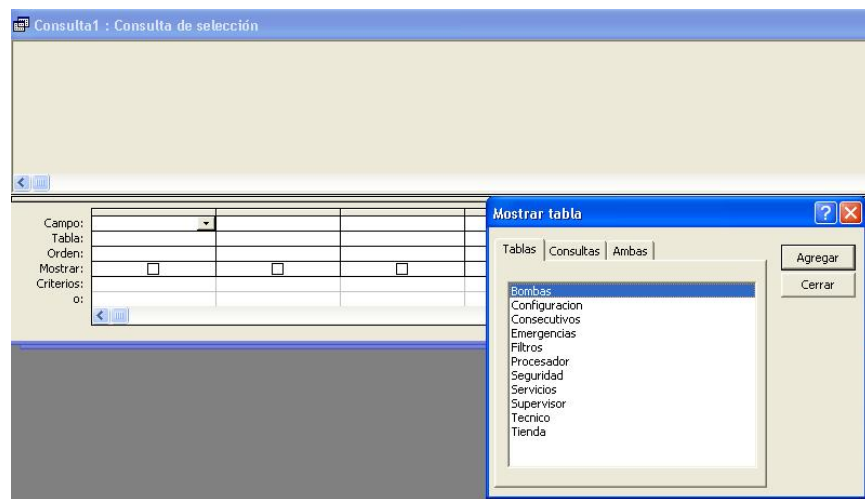 Consulta1 : Consulta de selección
Campo:
Tabla:
Orden:
Mostrar:
Criterios:
o:
Mostrar tabla
Tablas Consultas Ambas
Agregar
Cerrar
Bombas
Configuracion
Consecutivos
Emergencias
Filtros
Procesador
Seguridad
Servicios
Supervisor
Tecnico
Tienda